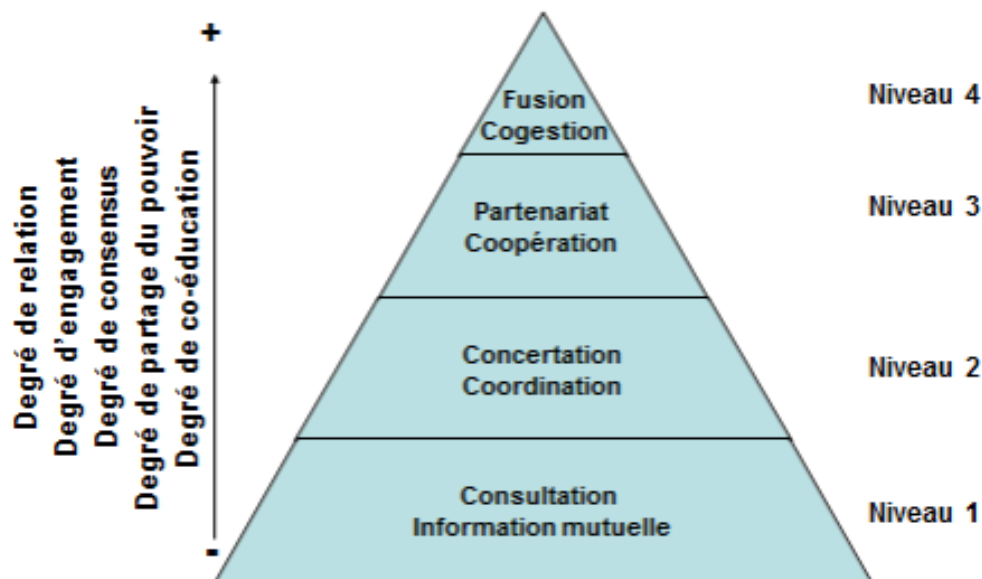 +
Fusion
Cogestion
Niveau 4
Partenariat
Coopération
Niveau 3
Concertation
Coordination
Niveau 2
Consultation
Information mutuelle
Niveau 1
-
Degré de relation
Degré d'engagement
Degré de consensus
Degré de partage du pouvoir
Degré de co-éducation